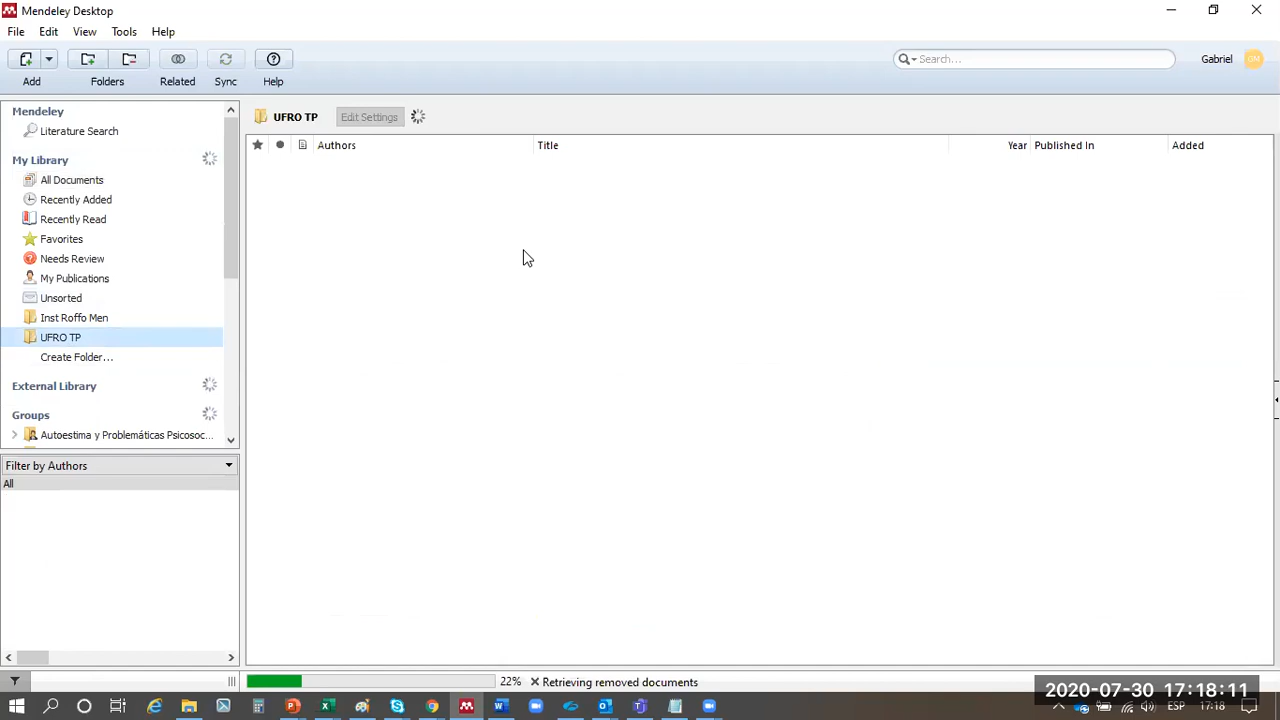 Mendeley Desktop
File Edit View Tools Help
Add Folders Related Sync Help
Search...
Gabriel GM
Mendeley
Literature Search
My Library
All Documents
Recently Added
Recently Read
Favorites
Needs Review
My Publications
Unsorted
Inst Roffo Men
UFRO TP
Create Folder...
External Library
Groups
Autoestima y Problemáticas Psicosoc...
Filter by Authors
All
UFRO TP Edit Settings
Authors Title Year Published In Added
22% Retrieving removed documents
2020-07-30 17:18:11
ESP 17:18